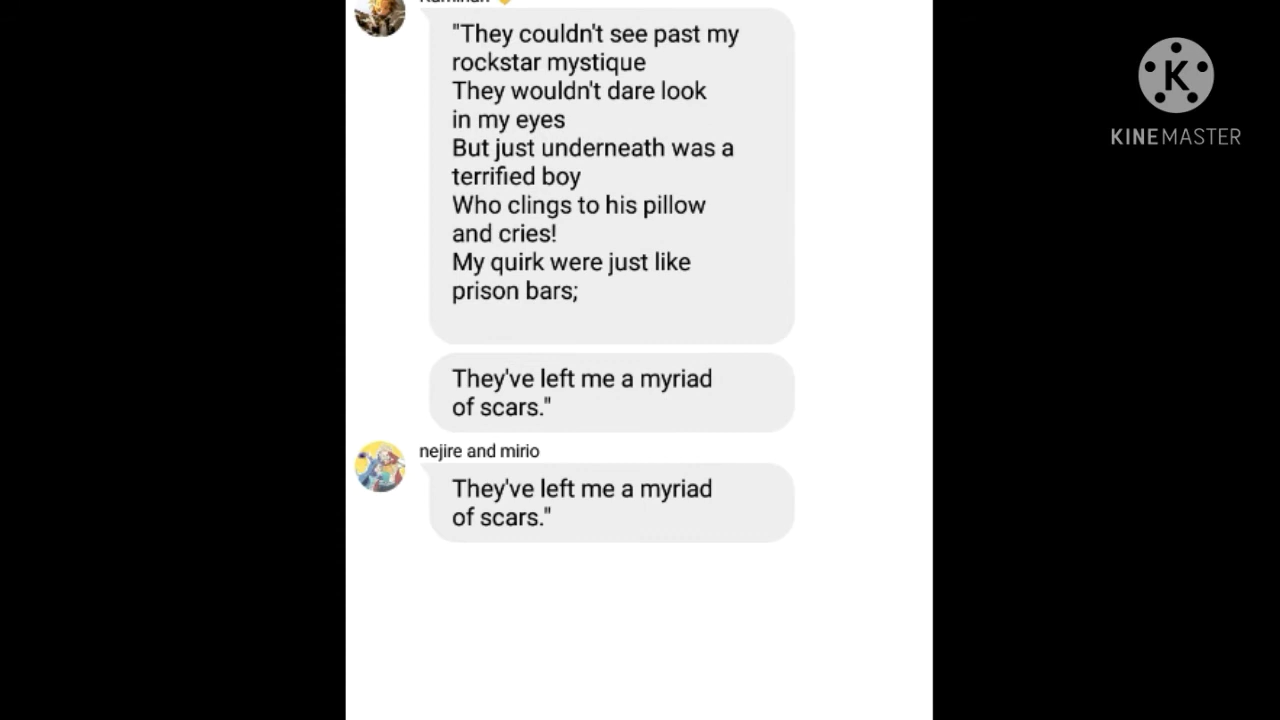 "They couldn't see past my
rockstar mystique
They wouldn't dare look
in my eyes
But just underneath was a
terrified boy
Who clings to his pillow
and cries!
My quirk were just like
prison bars;
They've left me a myriad
of scars."
nejire and mirio
They've left me a myriad
of scars."
K
KINEMASTER